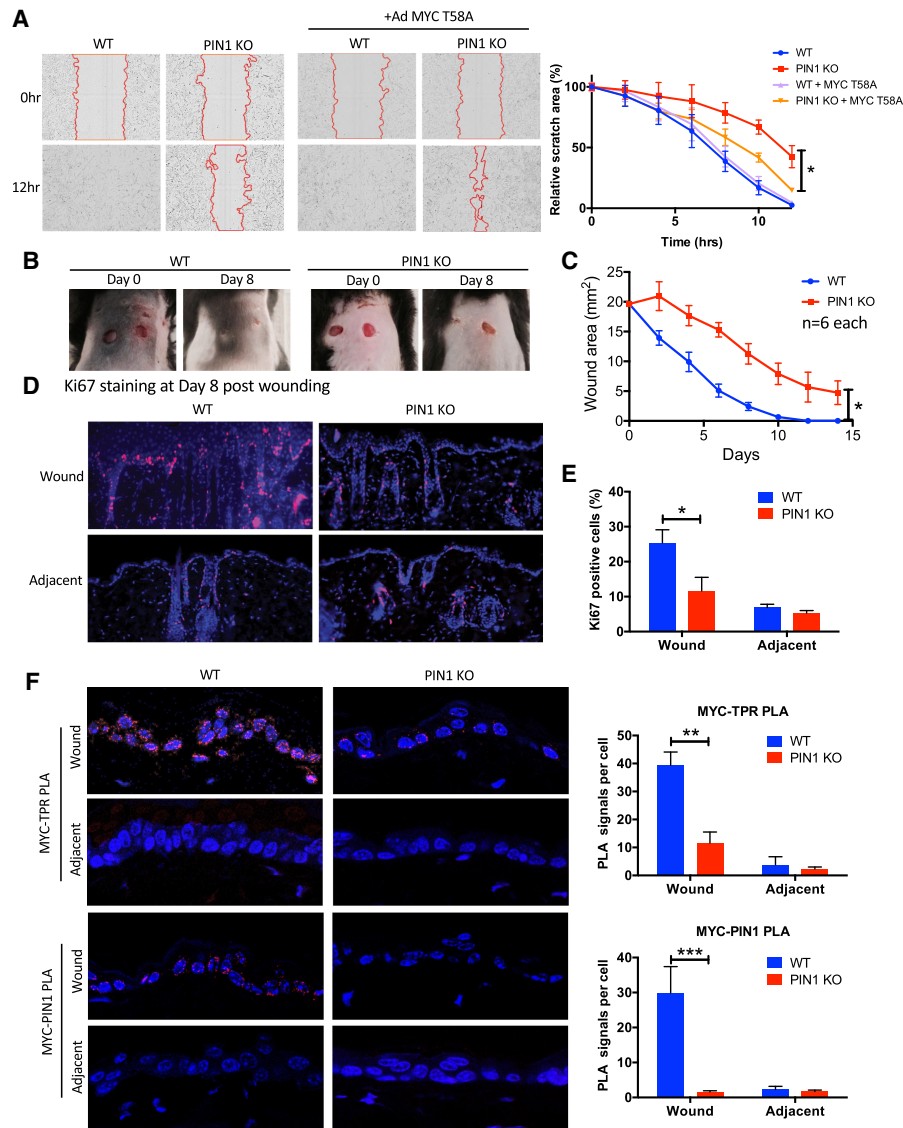 A
+Ad MYC T58A
WT
PIN1 KO
WT
PIN1 KO
0hr
12hr
WT
PIN1 KO
WT + MYC T58A
PIN1 KO + MYC T58A
Relative scratch area (%)
100
50
0
0
5
10
*
Time (hrs)
B
WT
PIN1 KO
Day 0
Day 8
Day 0
Day 8
C
WT
PIN1 KO
n=6 each
Wound area (mm2)
30
25
20
15
10
5
0
0
5
10
15
*
Days
D
Ki67 staining at Day 8 post wounding
WT
PIN1 KO
Wound
Adjacent
E
WT
PIN1 KO
Ki67 positive cells (%)
40
30
20
10
0
*
Wound
Adjacent
F
WT
PIN1 KO
MYC-TPR PLA
Wound
Adjacent
MYC-PIN1 PLA
Wound
Adjacent
MYC-TPR PLA
WT
PIN1 KO
PLA signals per cell
50
40
30
20
10
0
**
Wound
Adjacent
MYC-PIN1 PLA
WT
PIN1 KO
PLA signals per cell
40
30
20
10
0
***
Wound
Adjacent